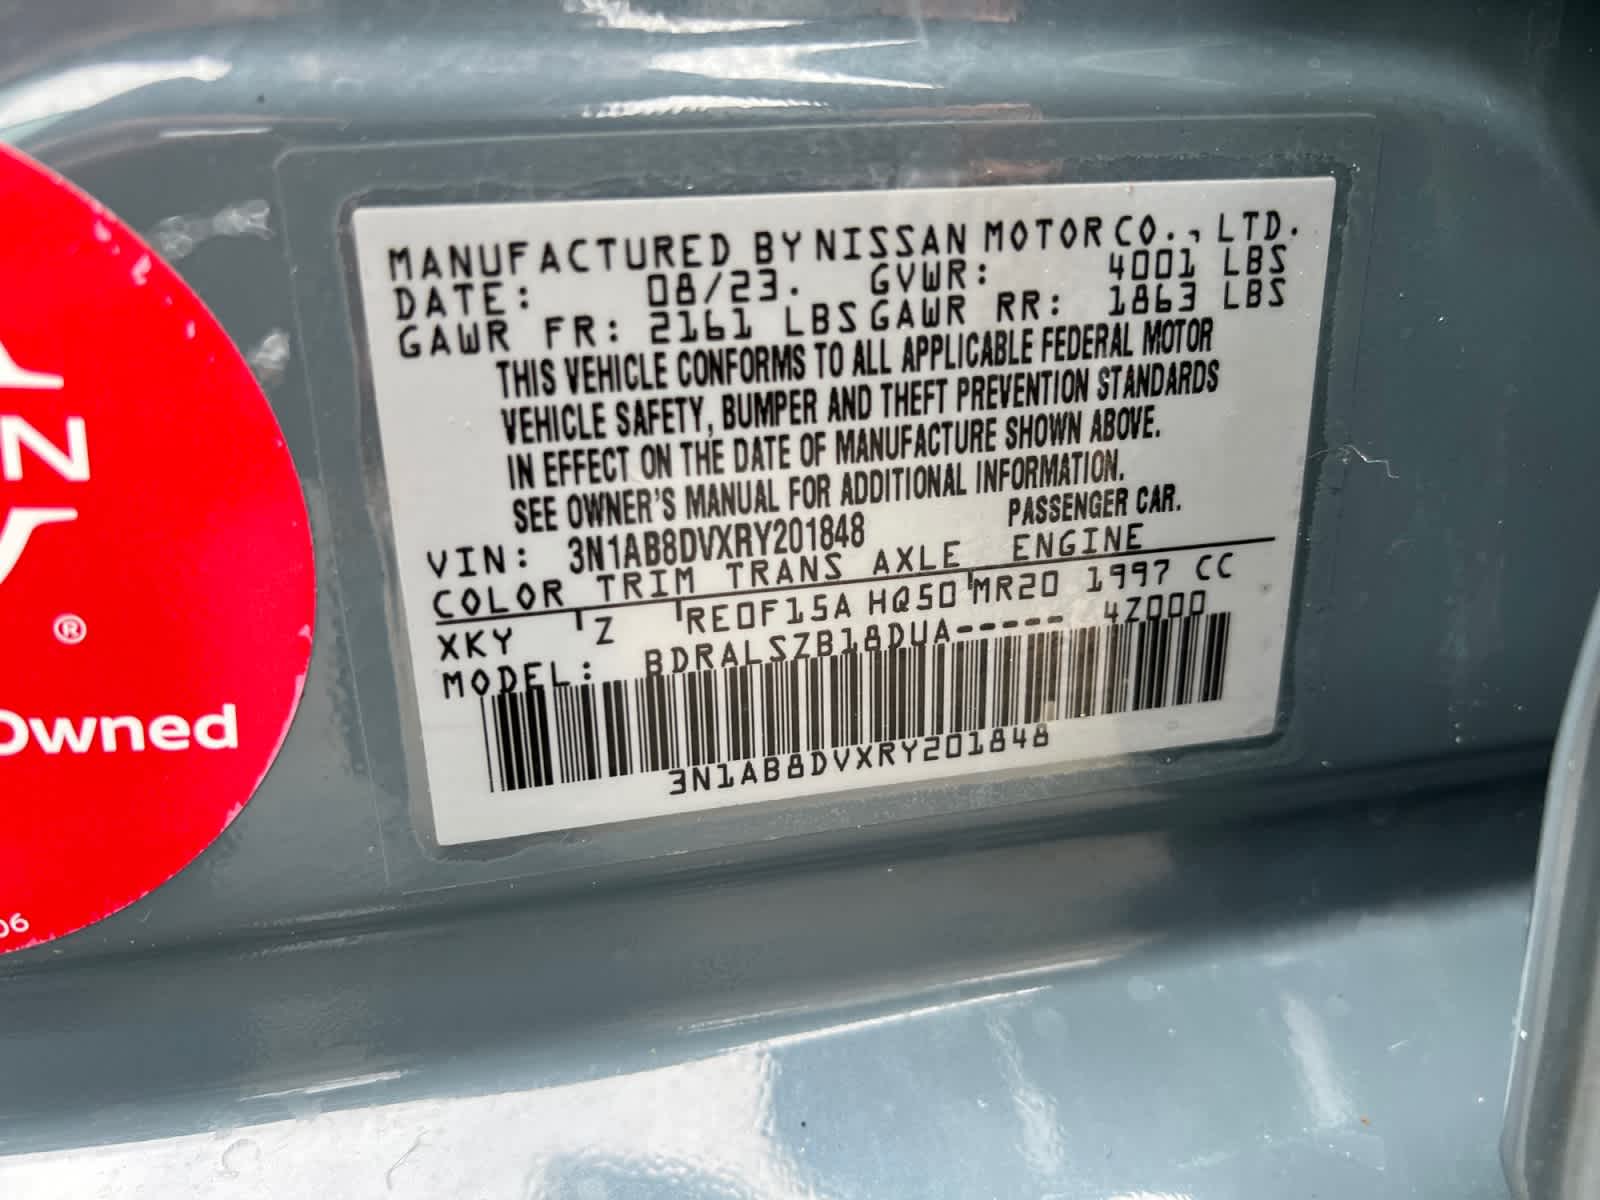 MANUFACTURED BY NISSAN MOTOR CO., LTD.
DATE: 08/23. GVWR: 4001 LBS
GAWR FR: 2161 LBS GAWR RR: 1863 LBS
THIS VEHICLE CONFORMS TO ALL APPLICABLE FEDERAL MOTOR
VEHICLE SAFETY, BUMPER AND THEFT PREVENTION STANDARDS
IN EFFECT ON THE DATE OF MANUFACTURE SHOWN ABOVE.
SEE OWNER'S MANUAL FOR ADDITIONAL INFORMATION.
VIN: 3N1AB8DVXRY201848 PASSENGER CAR.
COLOR TRIM TRANS AXLE ENGINE
XKY Z RE0F15A HQ50 MR20 1997 CC
MODEL: BDRALSZB18DUA----- 4Z000
3N1AB8DVXRY201848
N
®
Owned
06